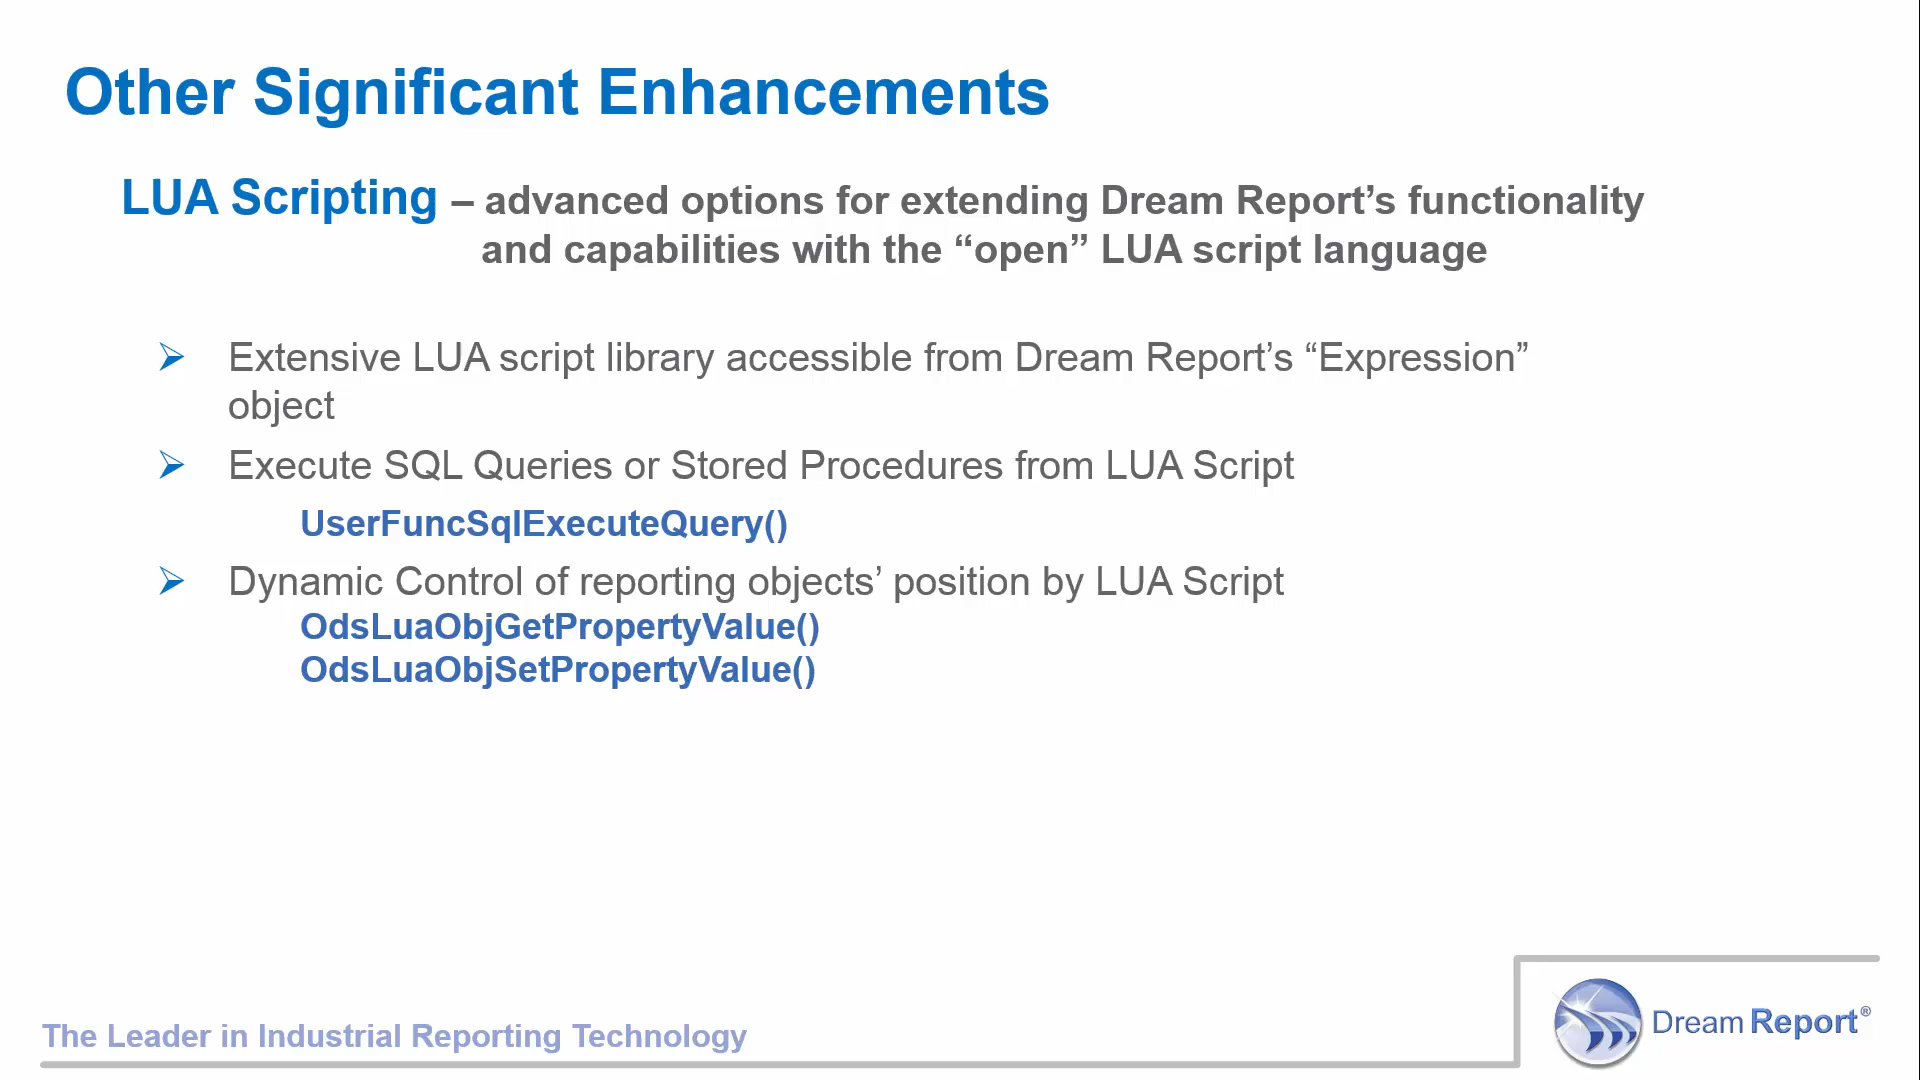 Other Significant Enhancements
LUA Scripting – advanced options for extending Dream Report’s functionality
and capabilities with the “open” LUA script language
➢ Extensive LUA script library accessible from Dream Report’s “Expression”
object
➢ Execute SQL Queries or Stored Procedures from LUA Script
UserFuncSqlExecuteQuery()
➢ Dynamic Control of reporting objects’ position by LUA Script
OdsLuaObjGetPropertyValue()
OdsLuaObjSetPropertyValue()
The Leader in Industrial Reporting Technology
Dream Report®